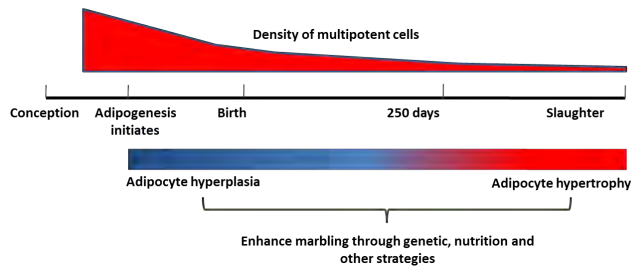 Density of multipotent cells
Conception
Adipogenesis
initiates
Birth
250 days
Slaughter
Adipocyte hyperplasia
Adipocyte hypertrophy
Enhance marbling through genetic, nutrition and
other strategies